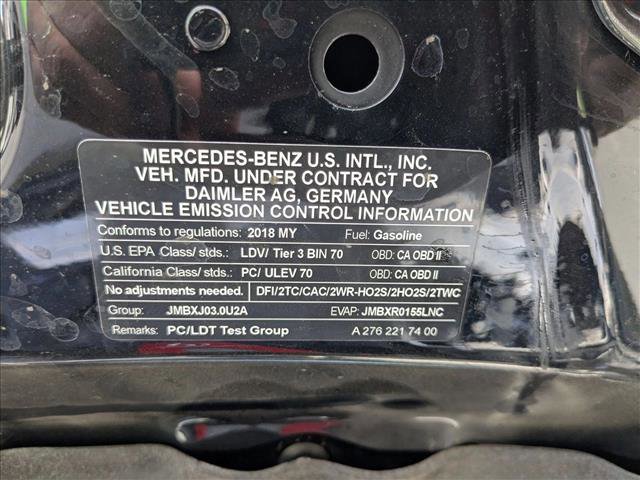 MERCEDES-BENZ U.S. INTL., INC.
VEH. MFD. UNDER CONTRACT FOR
DAIMLER AG, GERMANY
VEHICLE EMISSION CONTROL INFORMATION
Conforms to regulations: 2018 MY Fuel: Gasoline
U.S. EPA Class/ stds.: LDV/ Tier 3 BIN 70 OBD: CA OBD II
California Class/ stds.: PC/ ULEV 70 OBD: CA OBD II
No adjustments needed. DFI/2TC/CAC/2WR-HO2S/2HO2S/2TWC
Group: JMBXJ03.0U2A EVAP: JMBXR0155LNC
Remarks: PC/LDT Test Group A 276 221 74 00